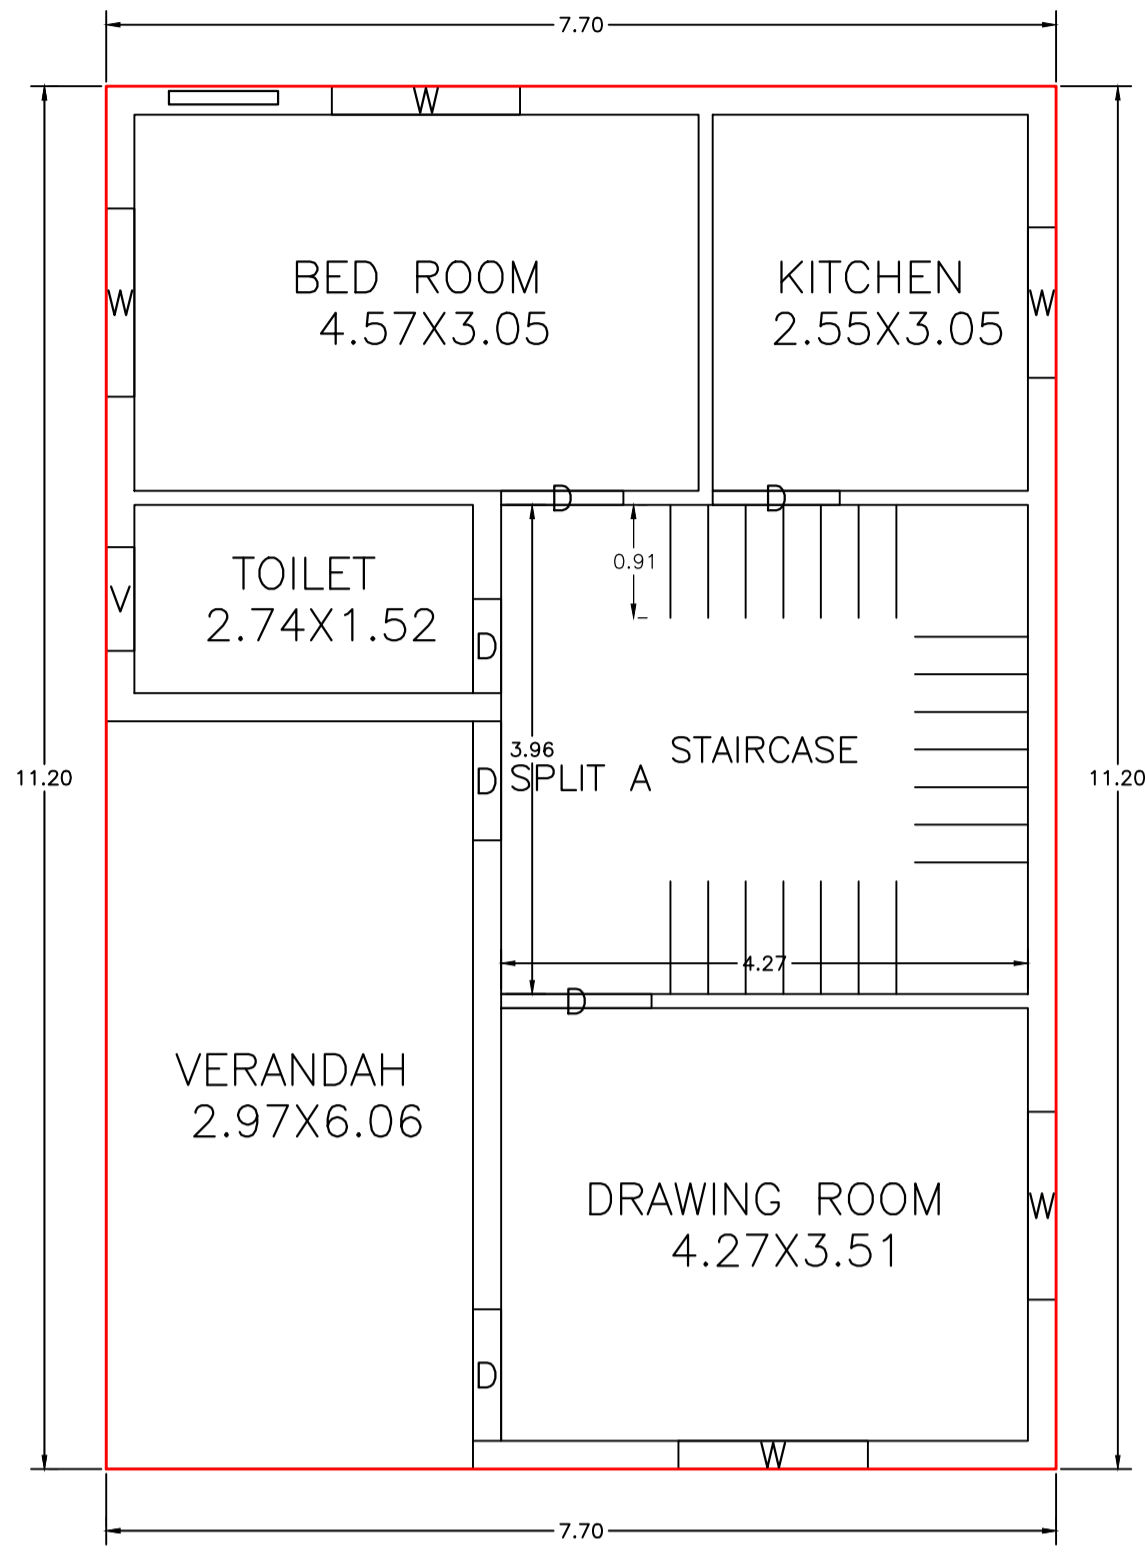 7.70
W
BED ROOM
4.57X3.05
KITCHEN
2.55X3.05
W
W
D
D
TOILET
2.74X1.52
0.91
V
D
3.96
STAIRCASE
SPLIT A
D
11.20
11.20
4.27
D
VERANDAH
2.97X6.06
DRAWING ROOM
4.27X3.51
W
D
W
7.70